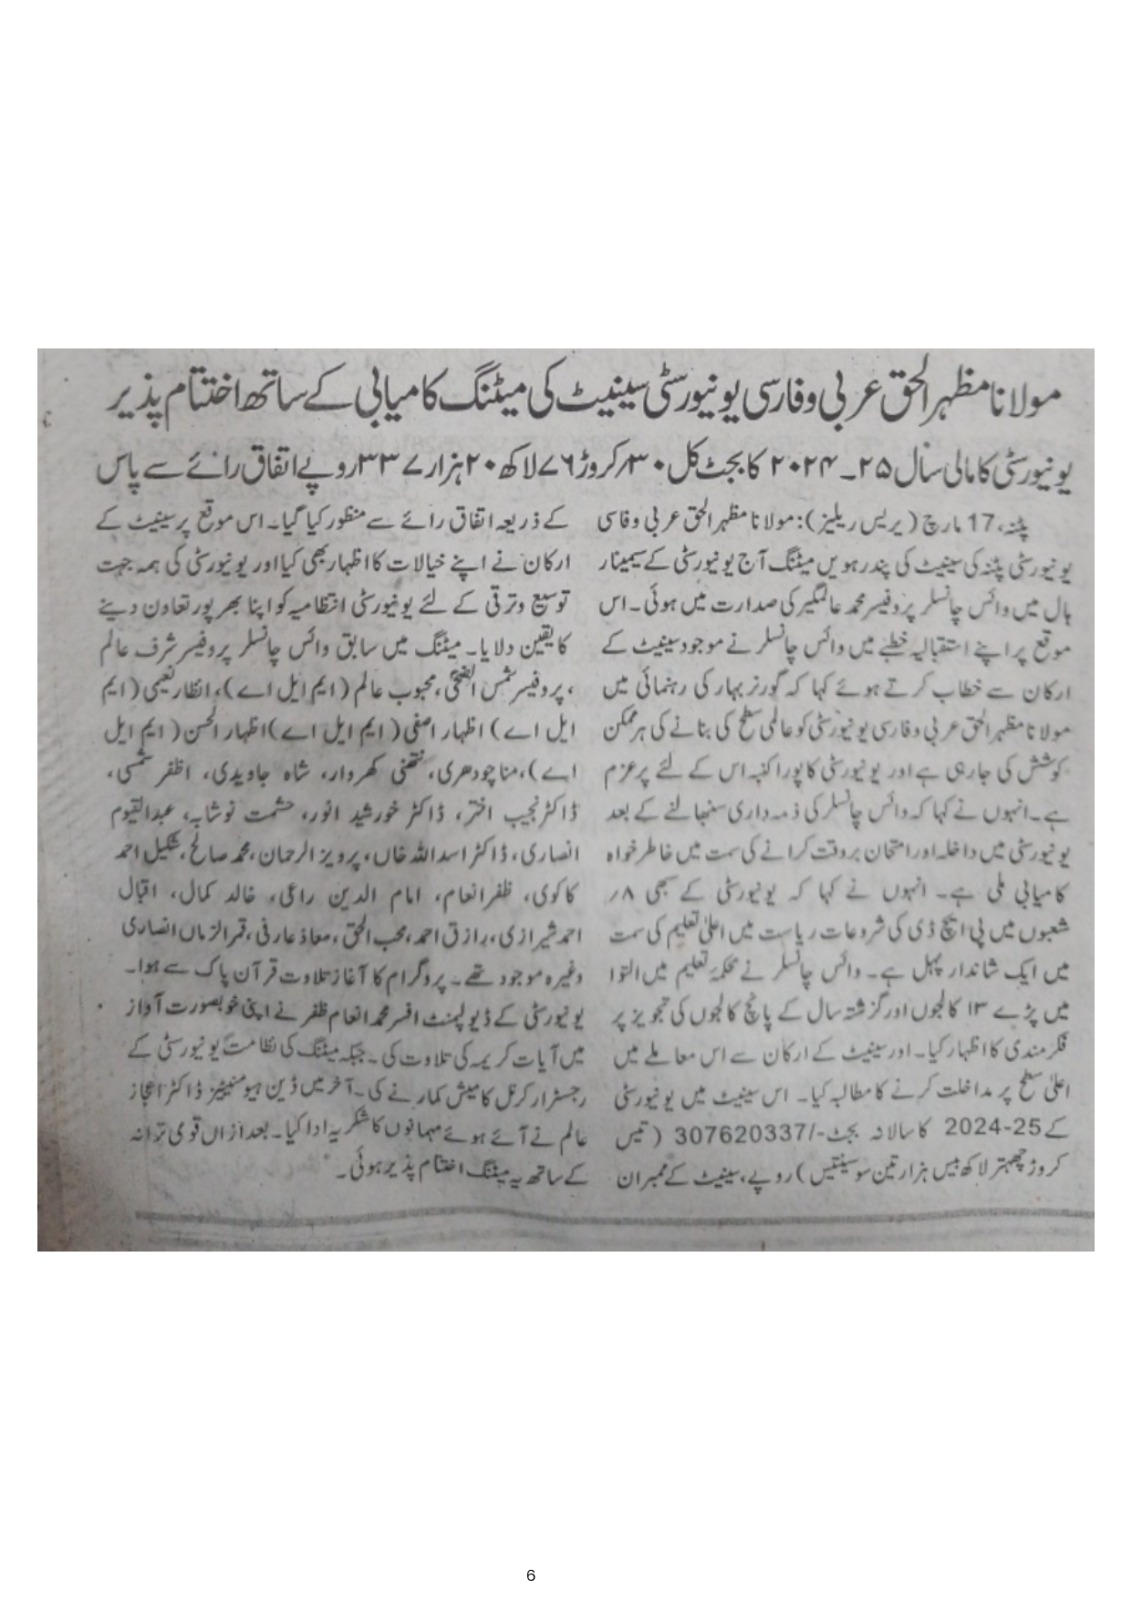 مولانا مظہر الحق عربی و فارسی یونیورسٹی سینیٹ کی میٹنگ کامیابی کے ساتھ اختتام پذیر
یونیورسٹی کا مالی سال ۲۵۔۲۰۲۴ کا بجٹ کل ۳۰؍ کروڑ ۷۶ لاکھ ۲۰ ہزار ۳۳۷ روپے اتفاق رائے سے پاس
پٹنہ، 17 مارچ (پریس ریلیز): مولانا مظہر الحق عربی و فارسی
یونیورسٹی پٹنہ کی سینیٹ کی پندرہویں میٹنگ آج یونیورسٹی کے سیمینار
ہال میں وائس چانسلر پروفیسر محمد عالمگیر کی صدارت میں ہوئی۔ اس
موقع پر اپنے استقبالیہ خطبے میں وائس چانسلر نے موجود سینیٹ کے
ارکان سے خطاب کرتے ہوئے کہا کہ گورنر بہار کی رہنمائی میں
مولانا مظہر الحق عربی و فارسی یونیورسٹی کو عالمی سطح کی بنانے کی ہر ممکن
کوشش کی جارہی ہے اور یونیورسٹی کا پورا کنبہ اس کے لئے پرعزم
ہے۔ انہوں نے کہا کہ وائس چانسلر کی ذمہ داری سنبھالنے کے بعد
یونیورسٹی میں داخلہ اور امتحان بروقت کرانے کی سمت میں خاطر خواہ
کامیابی ملی ہے۔ انہوں نے کہا کہ یونیورسٹی کے سبھی ۸؍
شعبوں میں پی ایچ ڈی کی شروعات ریاست میں اعلیٰ تعلیم کی سمت
میں ایک شاندار پہل ہے۔ وائس چانسلر نے محکمہ تعلیم میں التوا
میں پڑے ۱۳ کالجوں اور گزشتہ سال کے پانچ کالجوں کی تجویز پر
فکرمندی کا اظہار کیا۔ اور سینیٹ کے ارکان سے اس معاملے میں
اعلیٰ سطح پر مداخلت کرنے کا مطالبہ کیا۔ اس سینیٹ میں یونیورسٹی
کے 25-2024 کا سالانہ بجٹ -/307620337 (تیس
کروڑ چھہتر لاکھ بیس ہزار تین سو سینتیس) روپے، سینیٹ کے ممبران
کے ذریعہ اتفاق رائے سے منظور کیا گیا۔ اس موقع پر سینیٹ کے
ارکان نے اپنے خیالات کا اظہار بھی کیا اور یونیورسٹی کی ہمہ جہت
توسیع و ترقی کے لئے یونیورسٹی انتظامیہ کو اپنا بھرپور تعاون دینے
کا یقین دلایا۔ میٹنگ میں سابق وائس چانسلر پروفیسر شرف عالم
، پروفیسر شمس الضحیٰ، محبوب عالم (ایم ایل اے)، انظار نعیمی (ایم
ایل اے) اظہار اصفی (ایم ایل اے) اظہار الحسن (ایم ایل
اے)، منا چودھری، ننھی کھردار، شاہ جاویدی، اظفر شمسی،
ڈاکٹر نجیب اختر، ڈاکٹر خورشید انور، حشمت نوشابہ، عبدالقیوم
انصاری، ڈاکٹر اسد اللہ خاں، پرویز الرحمان، محمد صالح، شکیل احمد
کاکوی، ظفر انعام، امام الدین راعی، خالد کمال، اقبال
احمد شیرازی، رازق احمد، محب الحق، معاذ عارفی، قمر الزماں انصاری
وغیرہ موجود تھے۔ پروگرام کا آغاز تلاوت قرآن پاک سے ہوا۔
یونیورسٹی کے ڈیولپمنٹ افسر محمد انعام ظفر نے اپنی خوبصورت آواز
میں آیات کریمہ کی تلاوت کی۔ جبکہ میٹنگ کی نظامت یونیورسٹی کے
رجسٹرار کرنل کامیش کمار نے کی۔ آخر میں ڈین ہیومنیٹیز ڈاکٹر اعجاز
عالم نے آئے ہوئے مہمانوں کا شکریہ ادا کیا۔ بعد ازاں قومی ترانہ
کے ساتھ یہ میٹنگ اختتام پذیر ہوئی۔
6